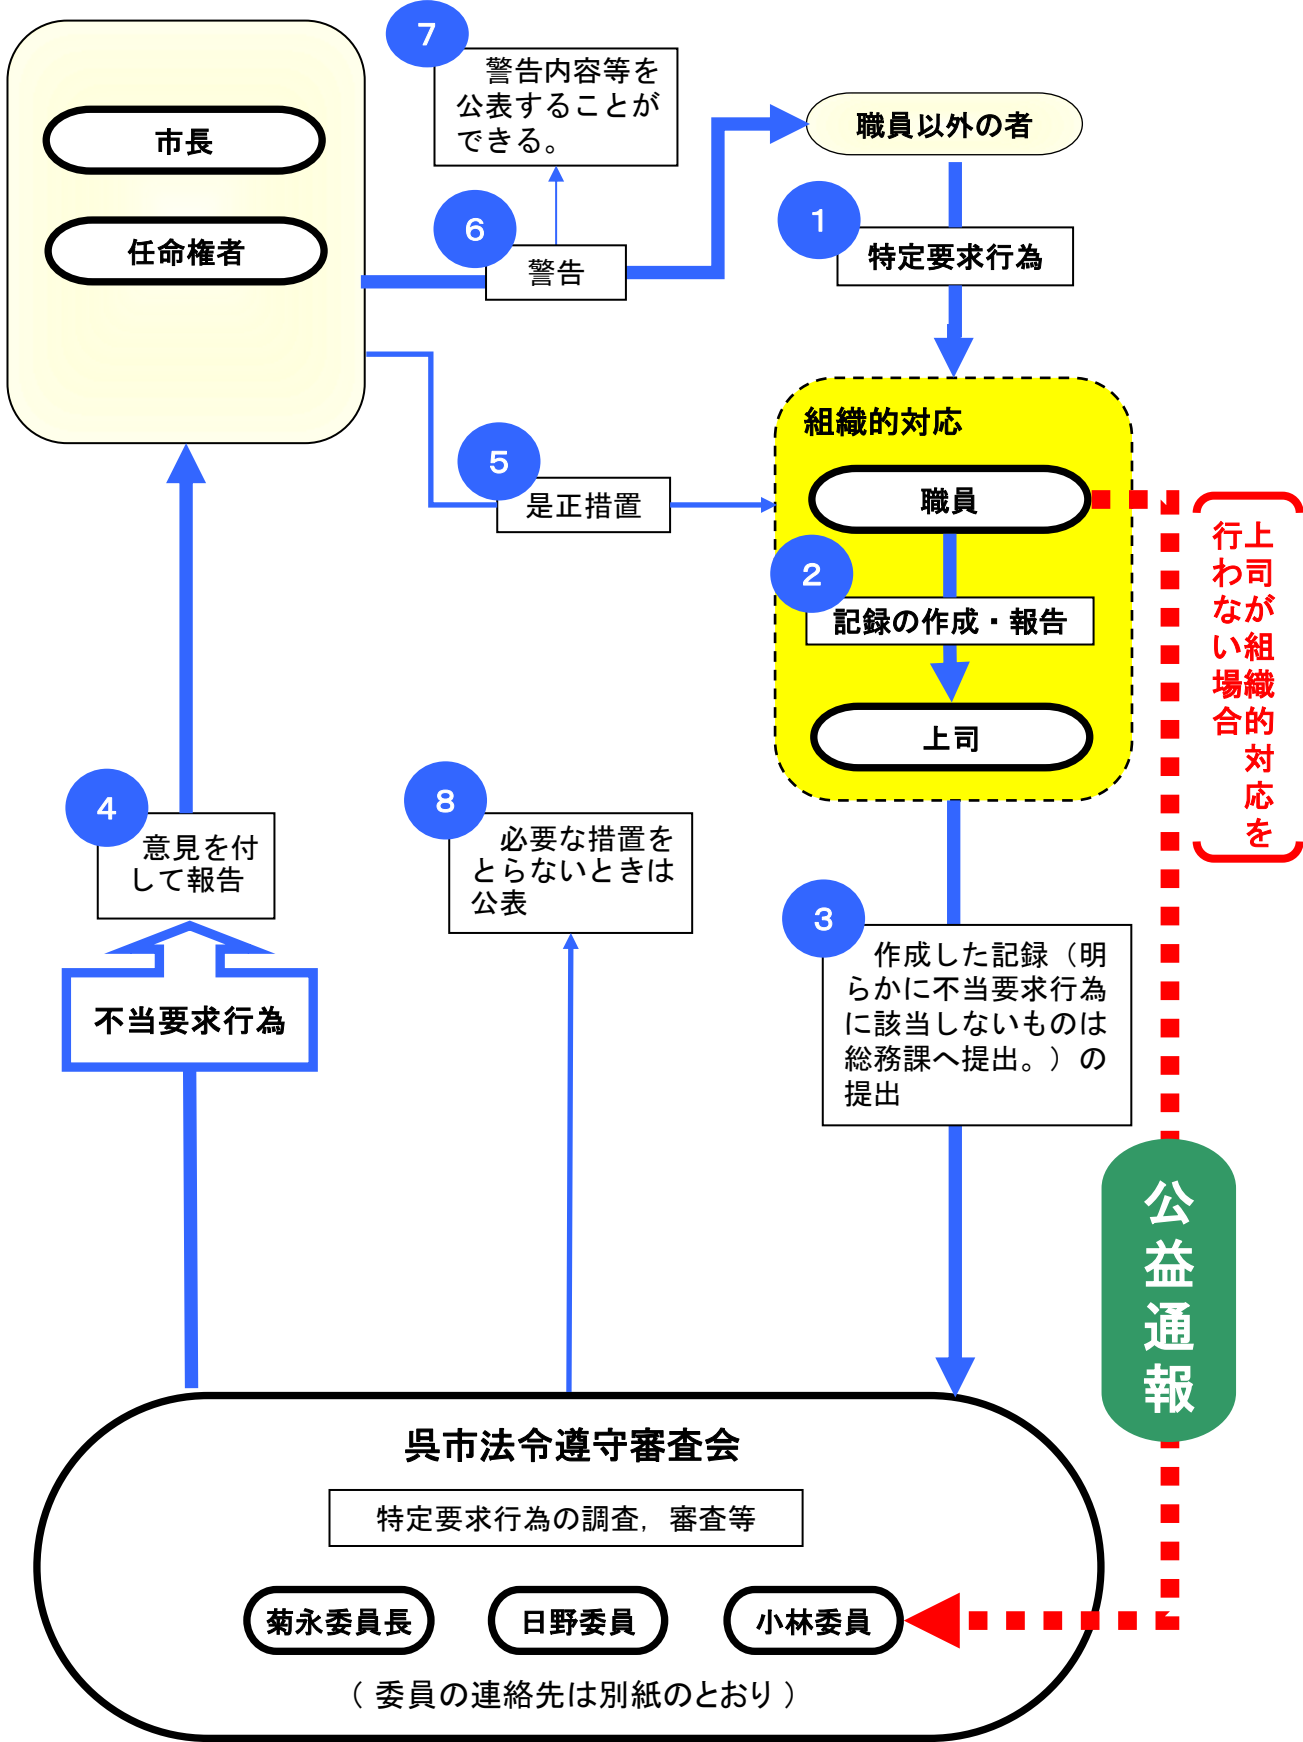 市長
任命権者
7
警告内容等を
公表することが
できる。
6
警告
職員以外の者
1
特定要求行為
5
是正措置
組織的対応
職員
2
記録の作成・報告
上司
上司が組織的対応を
行わない場合
4
意見を付
して報告
不当要求行為
8
必要な措置を
とらないときは
公表
3
作成した記録（明
らかに不当要求行為
に該当しないものは
総務課へ提出。）の
提出
公益通報
呉市法令遵守審査会
特定要求行為の調査，審査等
菊永委員長
日野委員
小林委員
（委員の連絡先は別紙のとおり）